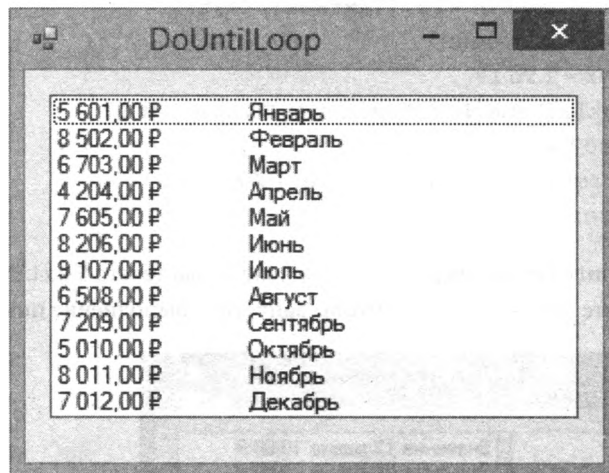 DoUntilLoop
5 601,00 ₽ Январь
8 502,00 ₽ Февраль
6 703,00 ₽ Март
4 204,00 ₽ Апрель
7 605,00 ₽ Май
8 206,00 ₽ Июнь
9 107,00 ₽ Июль
6 508,00 ₽ Август
7 209,00 ₽ Сентябрь
5 010,00 ₽ Октябрь
8 011,00 ₽ Ноябрь
7 012,00 ₽ Декабрь